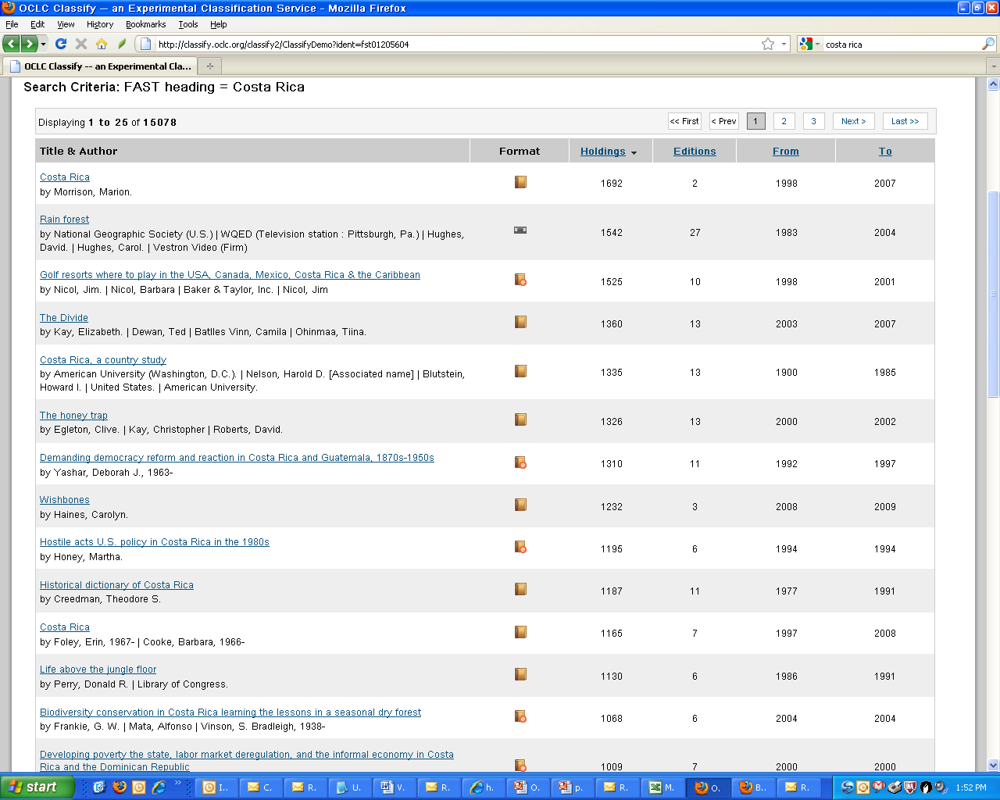 OCLC Classify -- an Experimental Classification Service - Mozilla Firefox
File Edit View History Bookmarks Tools Help
http://classify.oclc.org/classify2/ClassifyDemo?ident=fst01205604 costa rica
OCLC Classify -- an Experimental Cla...
Search Criteria: FAST heading = Costa Rica
Displaying 1 to 25 of 15078 << First < Prev 1 2 3 Next > Last >>
Title & Author Format Holdings Editions From To
Costa Rica
by Morrison, Marion. 1692 2 1998 2007
Rain forest
by National Geographic Society (U.S.) | WQED (Television station : Pittsburgh, Pa.) | Hughes, 1542 27 1983 2004
David. | Hughes, Carol. | Vestron Video (Firm)
Golf resorts where to play in the USA, Canada, Mexico, Costa Rica & the Caribbean
by Nicol, Jim. | Nicol, Barbara | Baker & Taylor, Inc. | Nicol, Jim 1525 10 1998 2001
The Divide
by Kay, Elizabeth. | Dewan, Ted | Batlles Vinn, Camila | Ohinmaa, Tiina. 1360 13 2003 2007
Costa Rica, a country study
by American University (Washington, D.C.). | Nelson, Harold D. [Associated name] | Blutstein, 1335 13 1900 1985
Howard I. | United States. | American University.
The honey trap
by Egleton, Clive. | Kay, Christopher | Roberts, David. 1326 13 2000 2002
Demanding democracy reform and reaction in Costa Rica and Guatemala, 1870s-1950s
by Yashar, Deborah J., 1963- 1310 11 1992 1997
Wishbones
by Haines, Carolyn. 1232 3 2008 2009
Hostile acts U.S. policy in Costa Rica in the 1980s
by Honey, Martha. 1195 6 1994 1994
Historical dictionary of Costa Rica
by Creedman, Theodore S. 1187 11 1977 1991
Costa Rica
by Foley, Erin, 1967- | Cooke, Barbara, 1966- 1165 7 1997 2008
Life above the jungle floor
by Perry, Donald R. | Library of Congress. 1130 6 1986 1991
Biodiversity conservation in Costa Rica learning the lessons in a seasonal dry forest
by Frankie, G. W. | Mata, Alfonso | Vinson, S. Bradleigh, 1938- 1068 6 2004 2004
Developing poverty the state, labor market deregulation, and the informal economy in Costa
Rica and the Dominican Republic 1009 7 2000 2000
start I.. C. R. U. V. R. h. O. p. R. M. O. B.. R. 1:52 PM